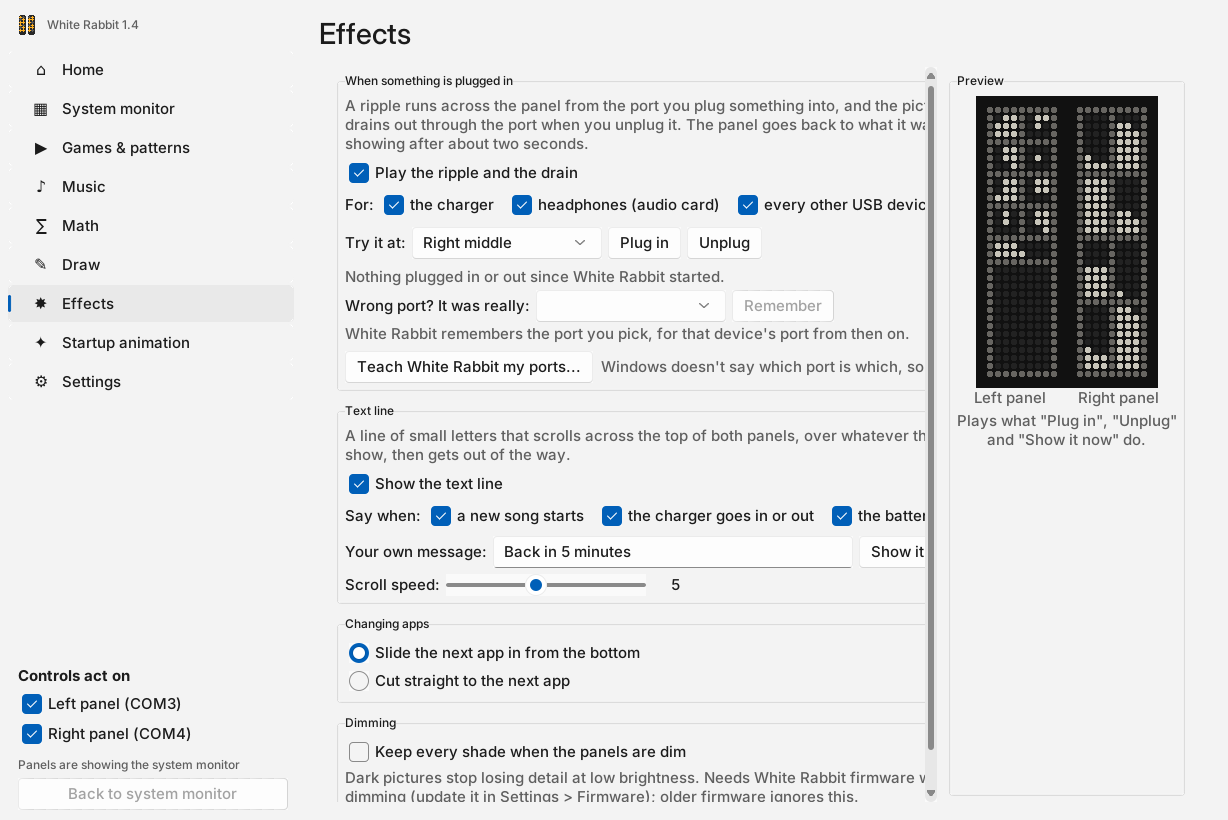 White Rabbit 1.4
Home
System monitor
Games & patterns
Music
Math
Draw
Effects
Startup animation
Settings
Controls act on
Left panel (COM3)
Right panel (COM4)
Panels are showing the system monitor
Back to system monitor
Effects
When something is plugged in
A ripple runs across the panel from the port you plug something into, and the pic
drains out through the port when you unplug it. The panel goes back to what it wa
showing after about two seconds.
Play the ripple and the drain
For: the charger headphones (audio card) every other USB devic
Try it at: Right middle Plug in Unplug
Nothing plugged in or out since White Rabbit started.
Wrong port? It was really: Remember
White Rabbit remembers the port you pick, for that device's port from then on.
Teach White Rabbit my ports... Windows doesn't say which port is which, so
Text line
A line of small letters that scrolls across the top of both panels, over whatever th
show, then gets out of the way.
Show the text line
Say when: a new song starts the charger goes in or out the batter
Your own message: Back in 5 minutes Show it
Scroll speed: 5
Changing apps
Slide the next app in from the bottom
Cut straight to the next app
Dimming
Keep every shade when the panels are dim
Dark pictures stop losing detail at low brightness. Needs White Rabbit firmware w
dimming (update it in Settings > Firmware); older firmware ignores this.
Preview
Left panel Right panel
Plays what "Plug in", "Unplug"
and "Show it now" do.